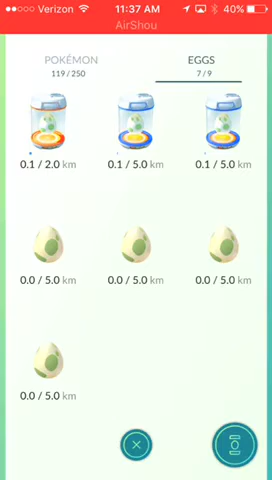 Verizon 11:37 AM 40%
AirShou
POKÉMON EGGS
119 / 250 7 / 9
0.1 / 2.0 km 0.1 / 5.0 km 0.1 / 5.0 km
0.0 / 5.0 km 0.0 / 5.0 km 0.0 / 5.0 km
0.0 / 5.0 km